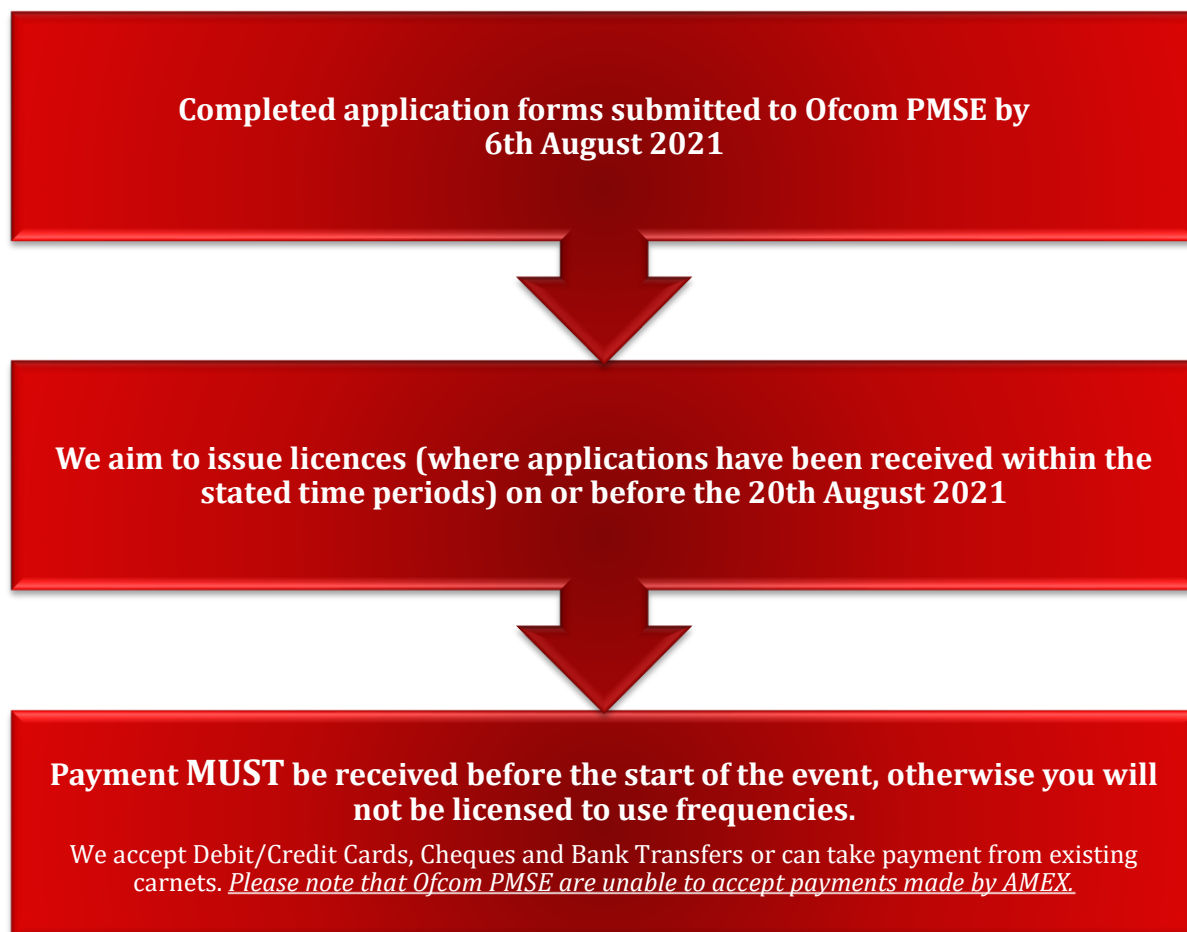 Completed application forms submitted to Ofcom PMSE by
6th August 2021
We aim to issue licences (where applications have been received within the
stated time periods) on or before the 20th August 2021
Payment MUST be received before the start of the event, otherwise you will
not be licensed to use frequencies.
We accept Debit/Credit Cards, Cheques and Bank Transfers or can take payment from existing
carnets. Please note that Ofcom PMSE are unable to accept payments made by AMEX.